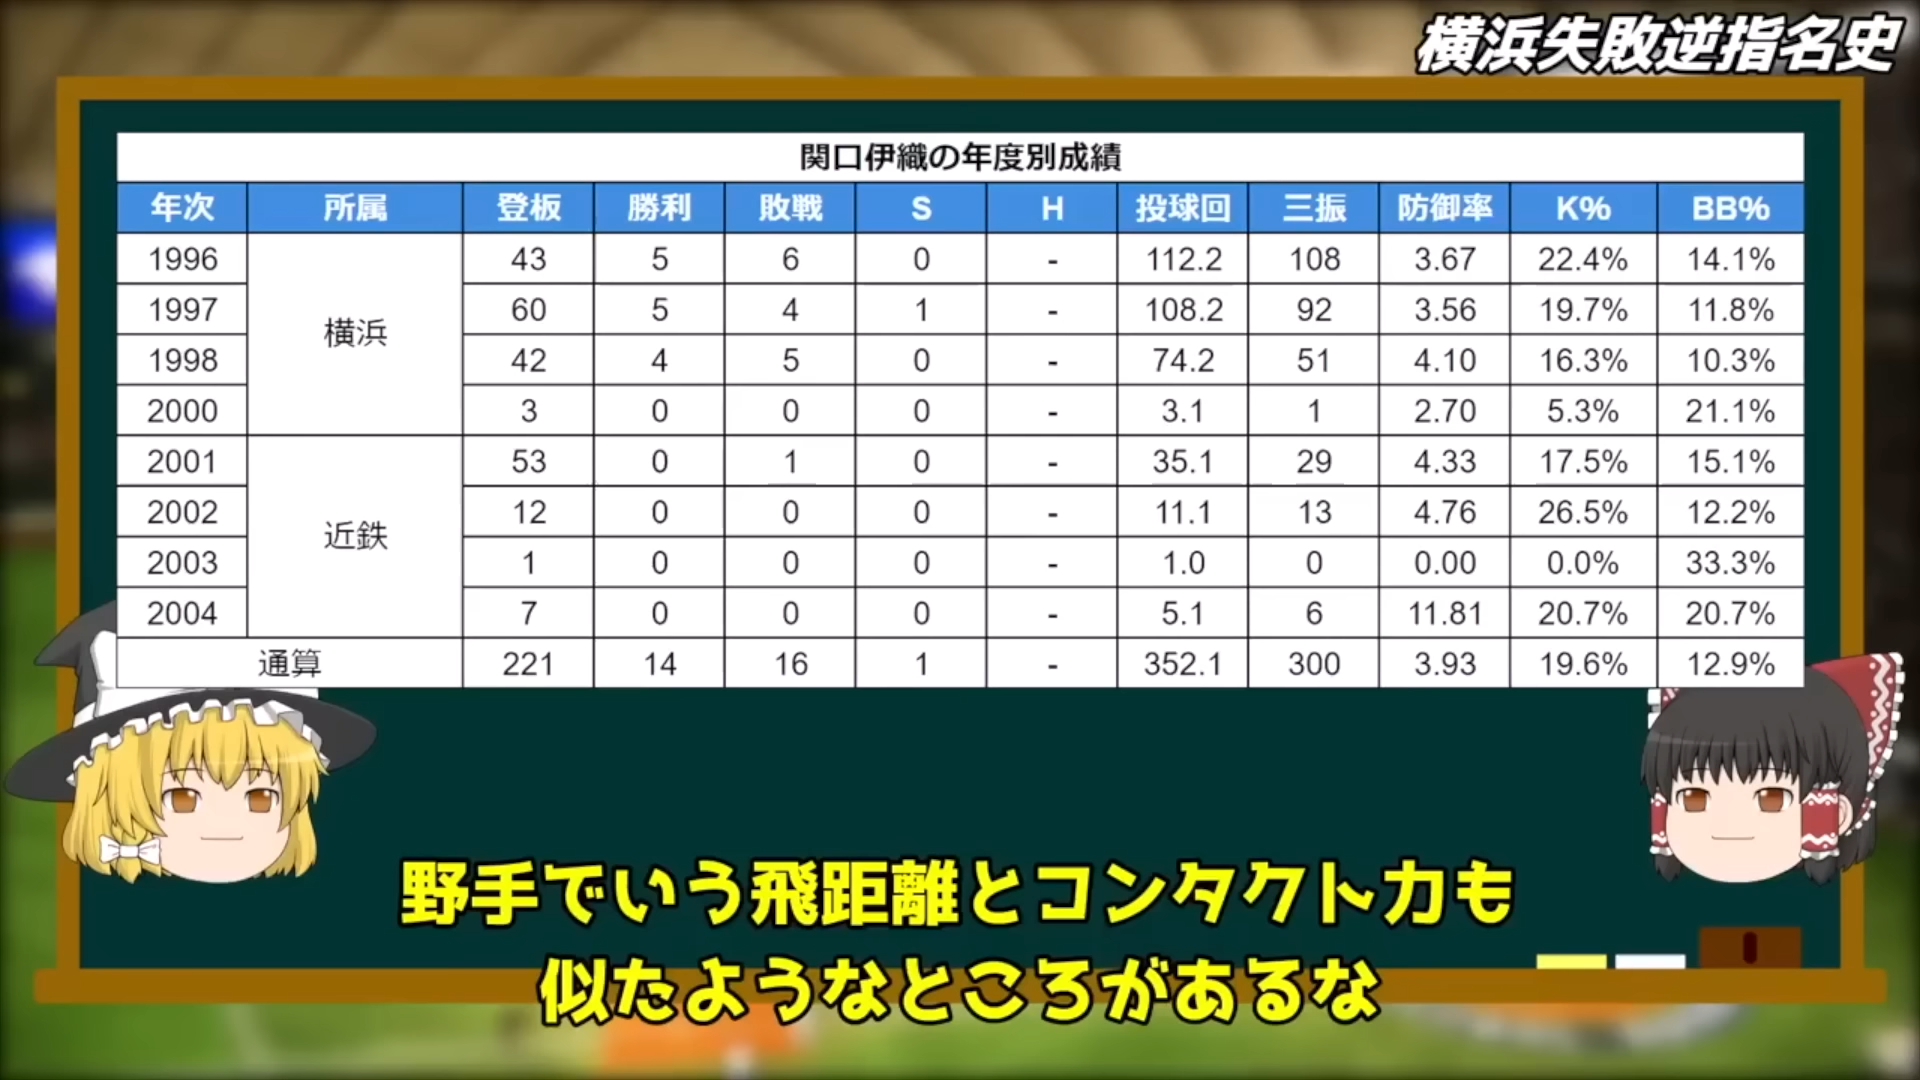 横浜失敗逆指名史
関口伊織の年度別成績
年次 所属 登板 勝利 敗戦 S H 投球回 三振 防御率 K% BB%
1996 横浜 43 5 6 0 - 112.2 108 3.67 22.4% 14.1%
1997 60 5 4 1 - 108.2 92 3.56 19.7% 11.8%
1998 42 4 5 0 - 74.2 51 4.10 16.3% 10.3%
2000 3 0 0 0 - 3.1 1 2.70 5.3% 21.1%
2001 近鉄 53 0 1 0 - 35.1 29 4.33 17.5% 15.1%
2002 12 0 0 0 - 11.1 13 4.76 26.5% 12.2%
2003 1 0 0 0 - 1.0 0 0.00 0.0% 33.3%
2004 7 0 0 0 - 5.1 6 11.81 20.7% 20.7%
通算 221 14 16 1 - 352.1 300 3.93 19.6% 12.9%
野手でいう飛距離とコンタクト力も
似たようなところがあるな